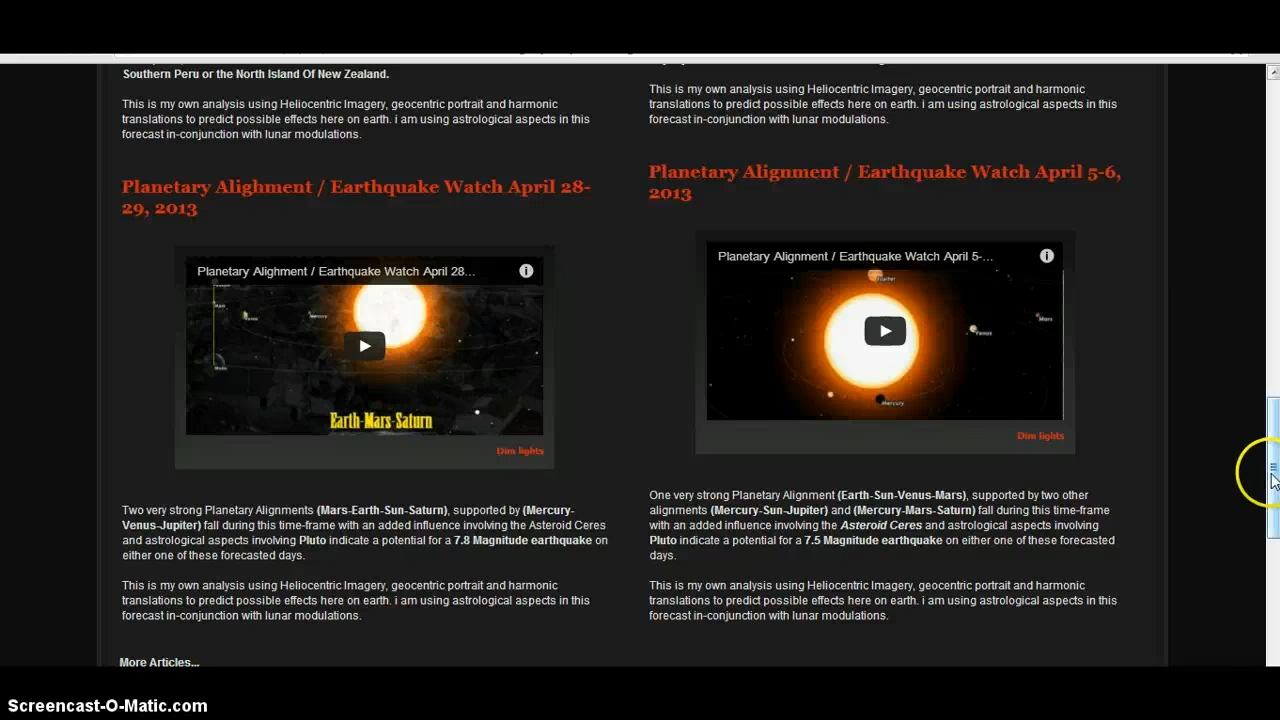 Southern Peru or the North Island Of New Zealand.
This is my own analysis using Heliocentric Imagery, geocentric portrait and harmonic
translations to predict possible effects here on earth. i am using astrological aspects in this
forecast in-conjunction with lunar modulations.
Planetary Alighment / Earthquake Watch April 28-
29, 2013
Planetary Alighment / Earthquake Watch April 28...
Mars
Venus
Mercury
Moon
Earth-Mars-Saturn
Dim lights
Two very strong Planetary Alignments (Mars-Earth-Sun-Saturn), supported by (Mercury-
Venus-Jupiter) fall during this time-frame with an added influence involving the Asteroid Ceres
and astrological aspects involving Pluto indicate a potential for a 7.8 Magnitude earthquake on
either one of these forecasted days.
This is my own analysis using Heliocentric Imagery, geocentric portrait and harmonic
translations to predict possible effects here on earth. i am using astrological aspects in this
forecast in-conjunction with lunar modulations.
More Articles...
This is my own analysis using Heliocentric Imagery, geocentric portrait and harmonic
translations to predict possible effects here on earth. i am using astrological aspects in this
forecast in-conjunction with lunar modulations.
Planetary Alignment / Earthquake Watch April 5-6,
2013
Planetary Alignment / Earthquake Watch April 5-...
Jupiter
Mars
Venus
Mercury
Dim lights
One very strong Planetary Alignment (Earth-Sun-Venus-Mars), supported by two other
alignments (Mercury-Sun-Jupiter) and (Mercury-Mars-Saturn) fall during this time-frame
with an added influence involving the Asteroid Ceres and astrological aspects involving
Pluto indicate a potential for a 7.5 Magnitude earthquake on either one of these forecasted
days.
This is my own analysis using Heliocentric Imagery, geocentric portrait and harmonic
translations to predict possible effects here on earth. i am using astrological aspects in this
forecast in-conjunction with lunar modulations.
Screencast-O-Matic.com